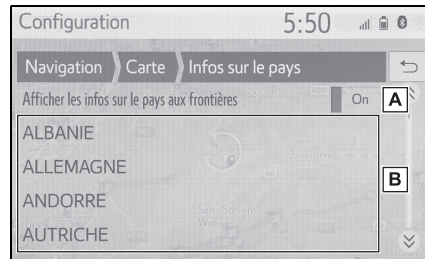 Configuration 5:50
Navigation Carte Infos sur le pays
Afficher les infos sur le pays aux frontières On A
ALBANIE
ALLEMAGNE
ANDORRE
AUTRICHE
B
Zaventem